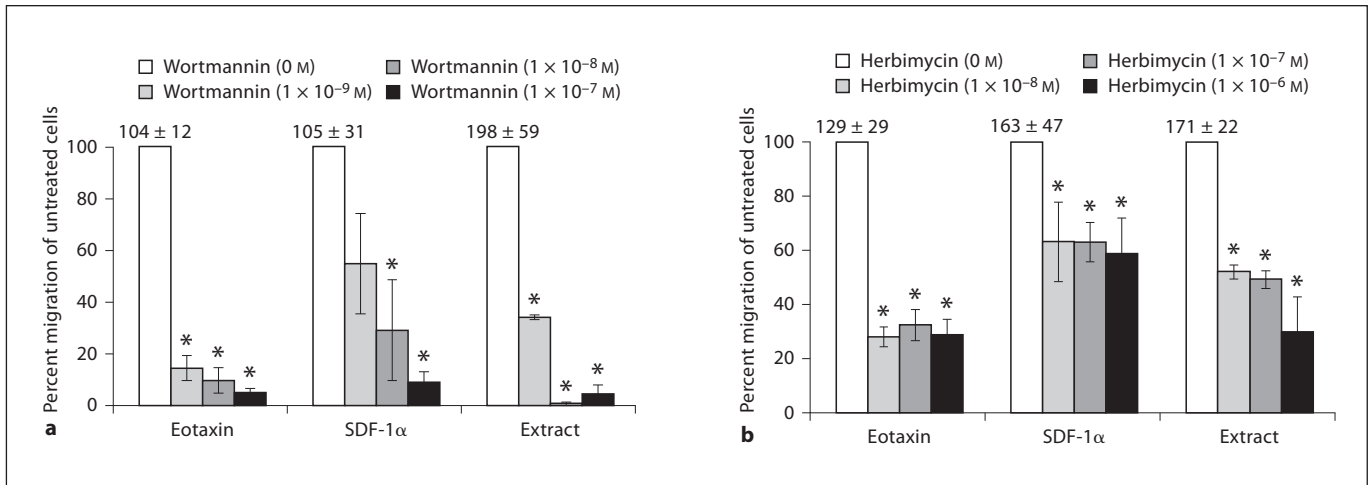 Wortmannin (0 M) Wortmannin (1 × 10⁻⁸ M)
Wortmannin (1 × 10⁻⁹ M) Wortmannin (1 × 10⁻⁷ M)
Percent migration of untreated cells
104 ± 12 105 ± 31 198 ± 59
100
80
60
40
20
0
* * * * * * * *
Eotaxin SDF-1α Extract
a
Herbimycin (0 M) Herbimycin (1 × 10⁻⁷ M)
Herbimycin (1 × 10⁻⁸ M) Herbimycin (1 × 10⁻⁶ M)
Percent migration of untreated cells
129 ± 29 163 ± 47 171 ± 22
100
80
60
40
20
0
* * * * * * * * *
Eotaxin SDF-1α Extract
b